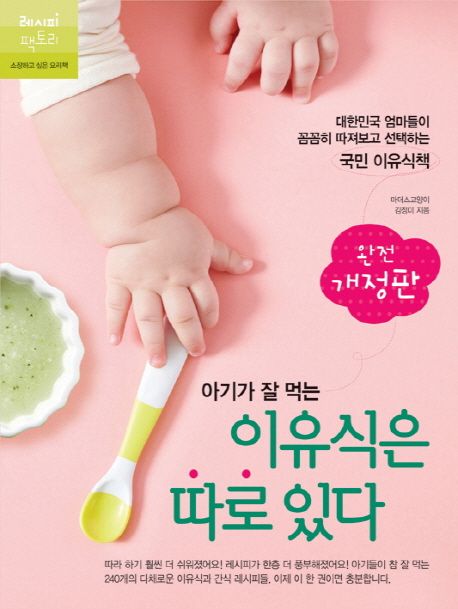 레시피
팩토리
소장하고 싶은 요리책
대한민국 엄마들이
꼼꼼히 따져보고 선택하는
국민 이유식책
마더스고양이
김정미 지음
완전
개정판
아기가 잘 먹는
이유식은
따로 있다
따라 하기 훨씬 더 쉬워졌어요! 레시피가 한층 더 풍부해졌어요! 아기들이 참 잘 먹는
240개의 다채로운 이유식과 간식 레시피들, 이제 이 한 권이면 충분합니다.